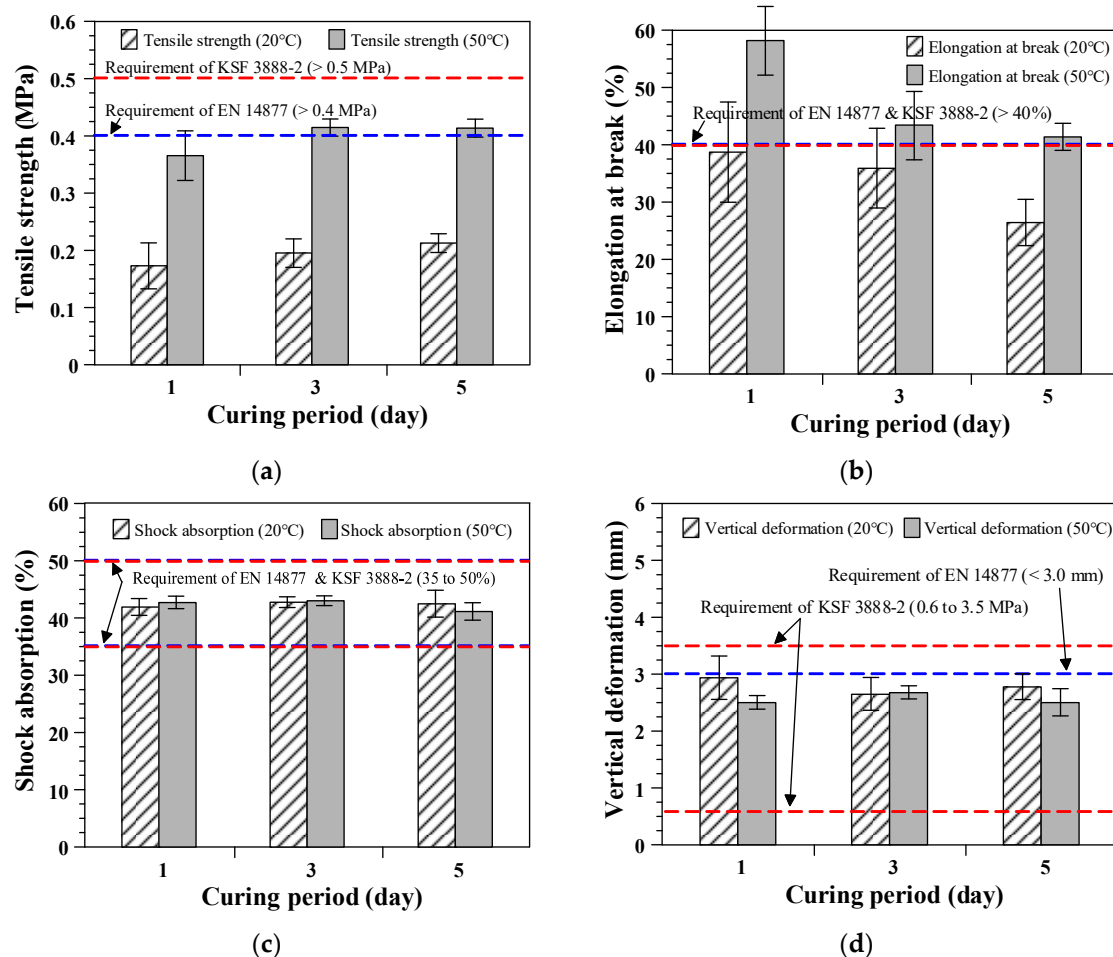 0.6
0.5
0.4
0.3
0.2
0.1
0
Tensile strength (MPa)
Tensile strength (20°C)
Tensile strength (50°C)
Requirement of KSF 3888-2 (> 0.5 MPa)
Requirement of EN 14877 (> 0.4 MPa)
1
3
5
Curing period (day)
(a)
60
50
40
30
20
10
0
Elongation at break (%)
Elongation at break (20°C)
Elongation at break (50°C)
Requirement of EN 14877 & KSF 3888-2 (> 40%)
1
3
5
Curing period (day)
(b)
60
50
40
30
20
10
0
Shock absorption (%)
Shock absorption (20°C)
Shock absorption (50°C)
Requirement of EN 14877 & KSF 3888-2 (35 to 50%)
1
3
5
Curing period (day)
(c)
6
5
4
3
2
1
0
Vertical deformation (mm)
Vertical deformation (20°C)
Vertical deformation (50°C)
Requirement of EN 14877 (< 3.0 mm)
Requirement of KSF 3888-2 (0.6 to 3.5 MPa)
1
3
5
Curing period (day)
(d)